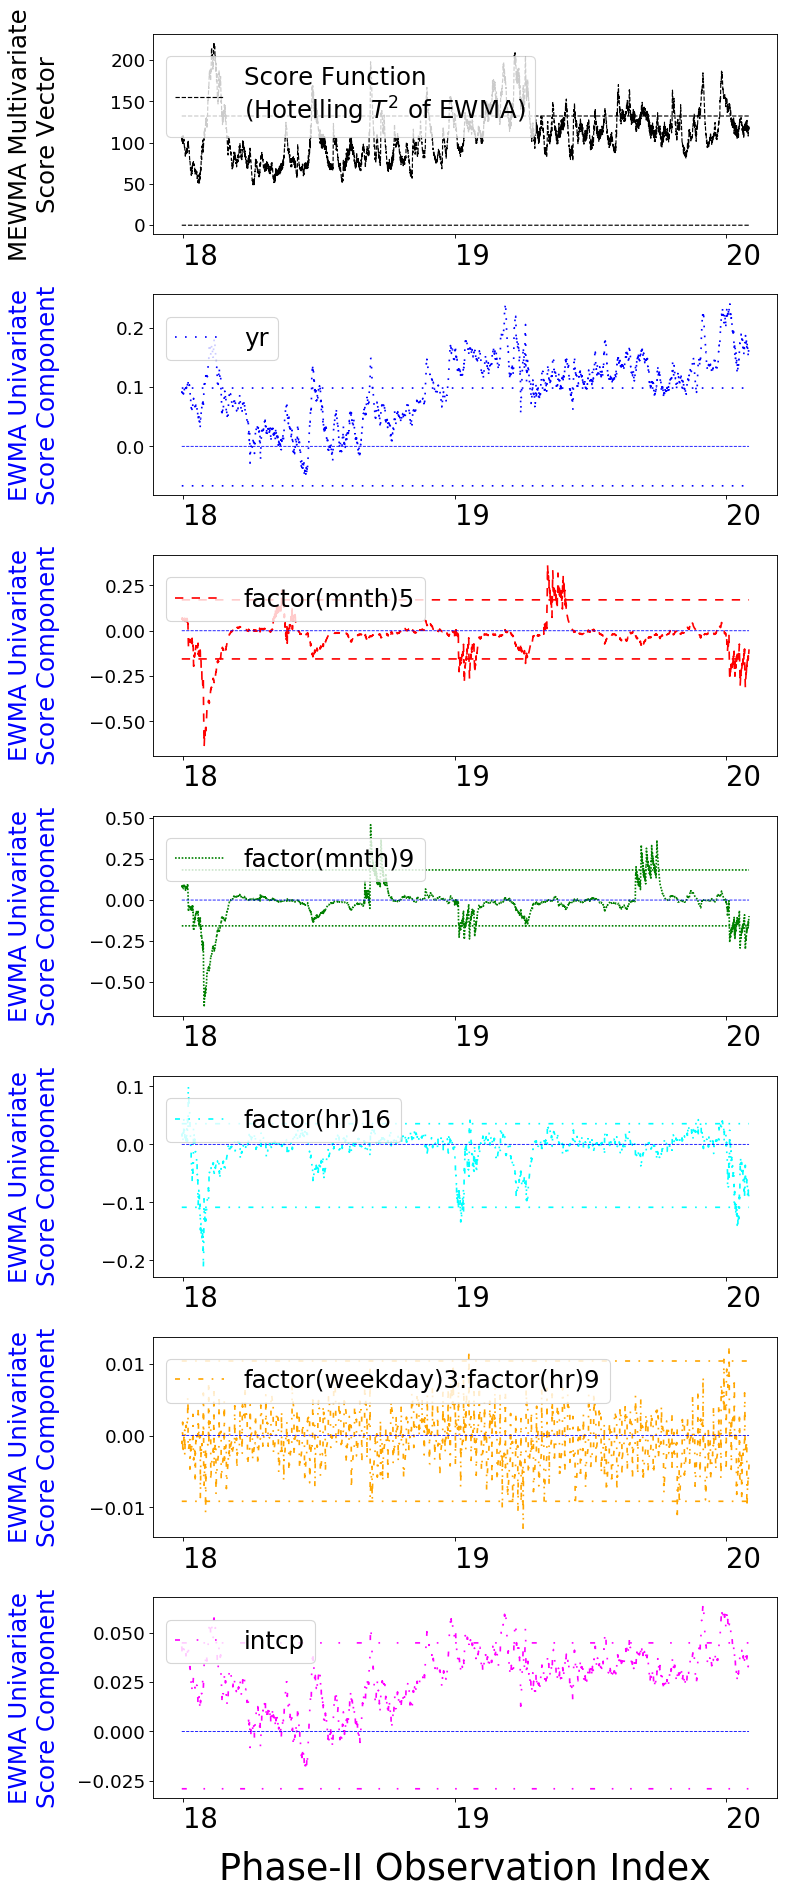 MEWMA Multivariate
Score Vector
200
150
100
50
0
Score Function
(Hotelling T² of EWMA)
18 19 20
EWMA Univariate
Score Component
0.2
0.1
0.0
yr
18 19 20
EWMA Univariate
Score Component
0.25
0.00
−0.25
−0.50
factor(mnth)5
18 19 20
EWMA Univariate
Score Component
0.50
0.25
0.00
−0.25
−0.50
factor(mnth)9
18 19 20
EWMA Univariate
Score Component
0.1
0.0
−0.1
−0.2
factor(hr)16
18 19 20
EWMA Univariate
Score Component
0.01
0.00
−0.01
factor(weekday)3:factor(hr)9
18 19 20
EWMA Univariate
Score Component
0.050
0.025
0.000
−0.025
intcp
18 19 20
Phase-II Observation Index